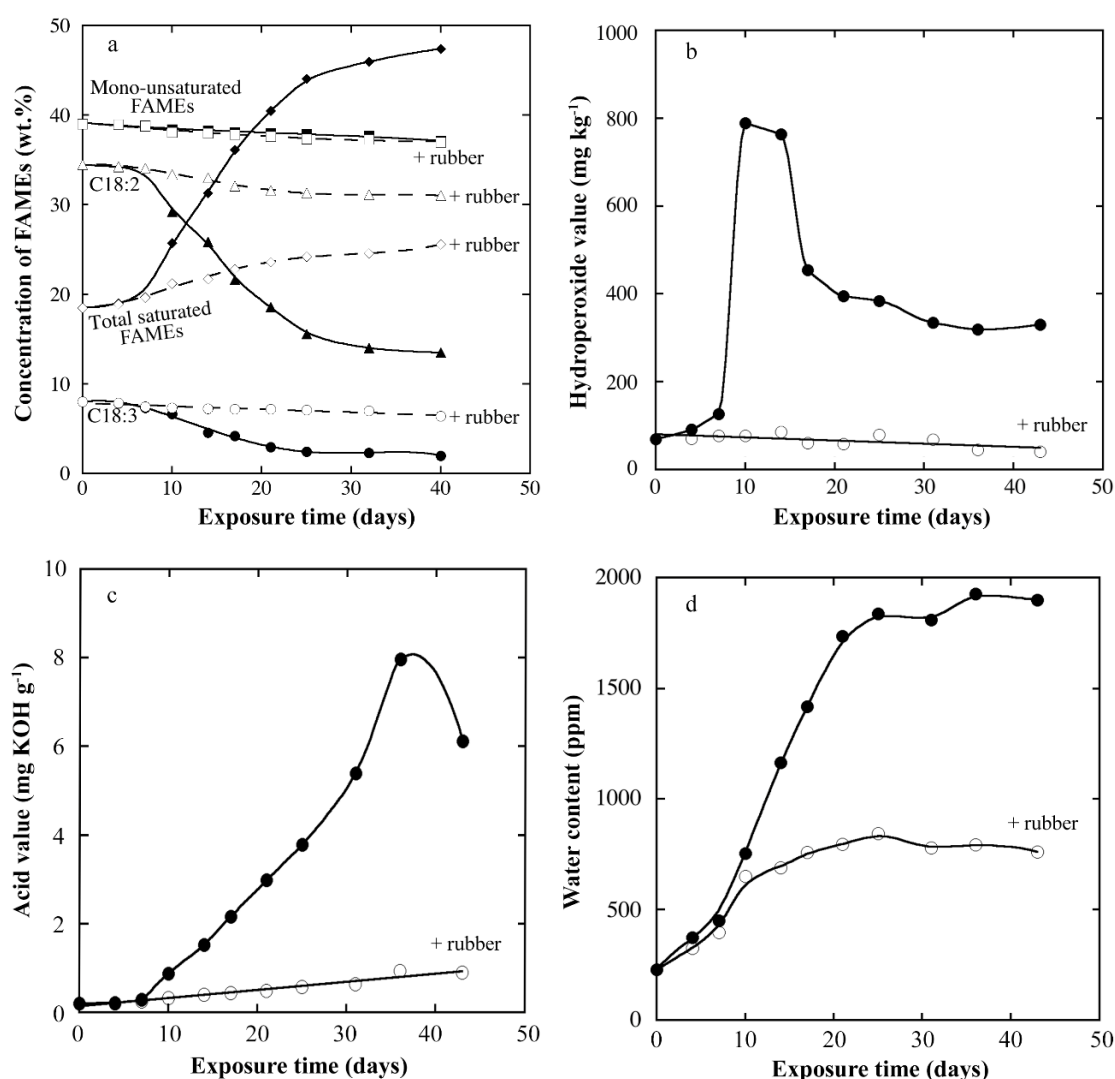 a
50
40
30
20
10
0
Concentration of FAMEs (wt.%)
Mono-unsaturated
FAMEs
+ rubber
C18:2
+ rubber
+ rubber
Total saturated
FAMEs
C18:3
+ rubber
0
10
20
30
40
50
Exposure time (days)
b
1000
800
600
400
200
0
Hydroperoxide value (mg kg-1)
+ rubber
0
10
20
30
40
50
Exposure time (days)
c
10
8
6
4
2
0
Acid value (mg KOH g-1)
+ rubber
0
10
20
30
40
50
Exposure time (days)
d
2000
1500
1000
500
0
Water content (ppm)
+ rubber
0
10
20
30
40
50
Exposure time (days)